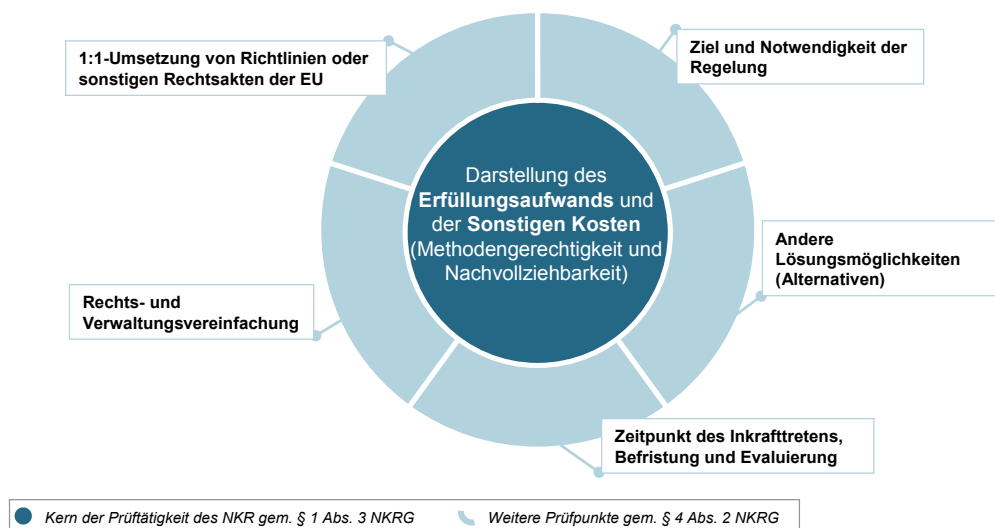 1:1-Umsetzung von Richtlinien oder
sonstigen Rechtsakten der EU
Ziel und Notwendigkeit der
Regelung
Darstellung des
Erfüllungsaufwands und
der Sonstigen Kosten
(Methodengerechtigkeit und
Nachvollziehbarkeit)
Andere
Lösungsmöglichkeiten
(Alternativen)
Rechts- und
Verwaltungsvereinfachung
Zeitpunkt des Inkrafttretens,
Befristung und Evaluierung
Kern der Prüftätigkeit des NKR gem. § 1 Abs. 3 NKRG
Weitere Prüfpunkte gem. § 4 Abs. 2 NKRG